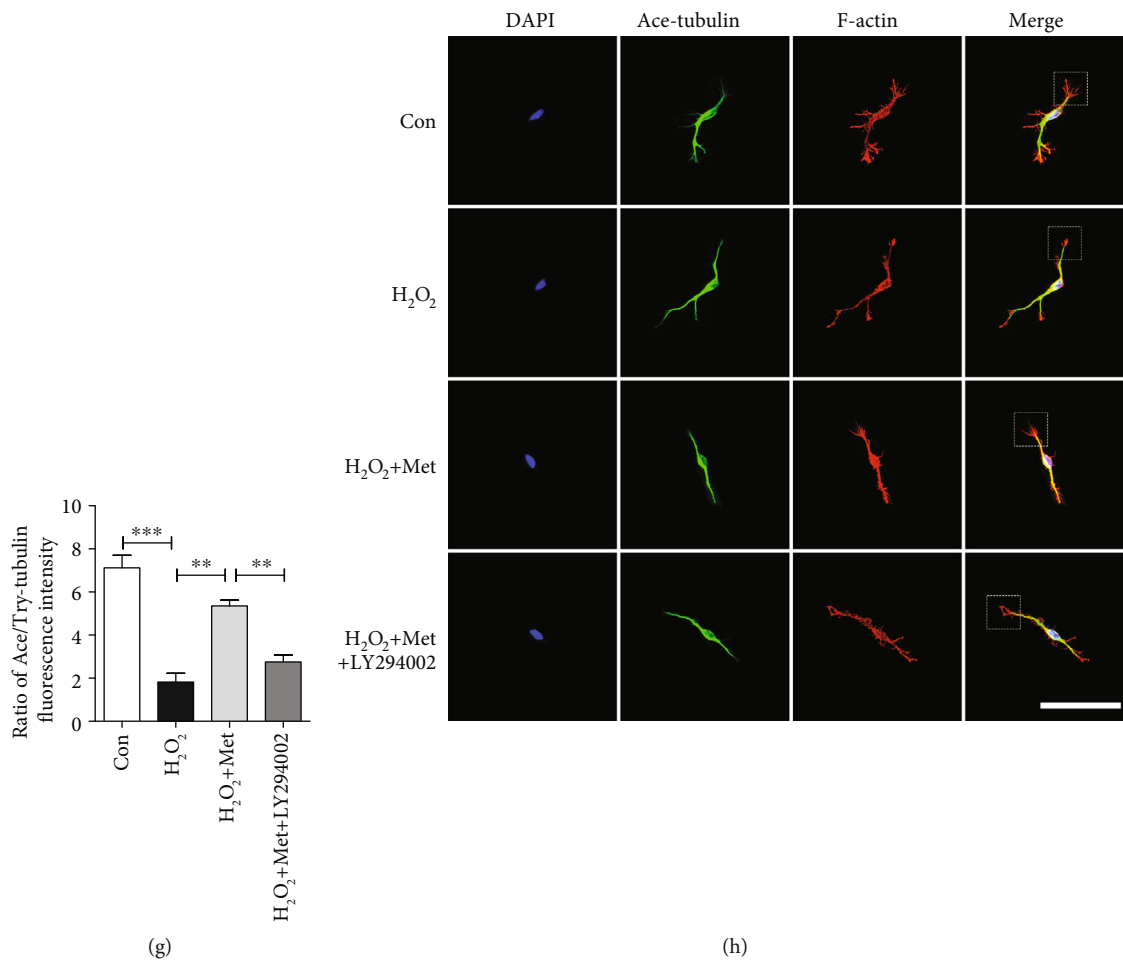 DAPI Ace-tubulin F-actin Merge
Con
H₂O₂
H₂O₂+Met
H₂O₂+Met
+LY294002
Ratio of Ace/Try-tubulin
fluorescence intensity
10
8
6
4
2
0
***
**
**
Con
H₂O₂
H₂O₂+Met
H₂O₂+Met+LY294002
(g)
(h)